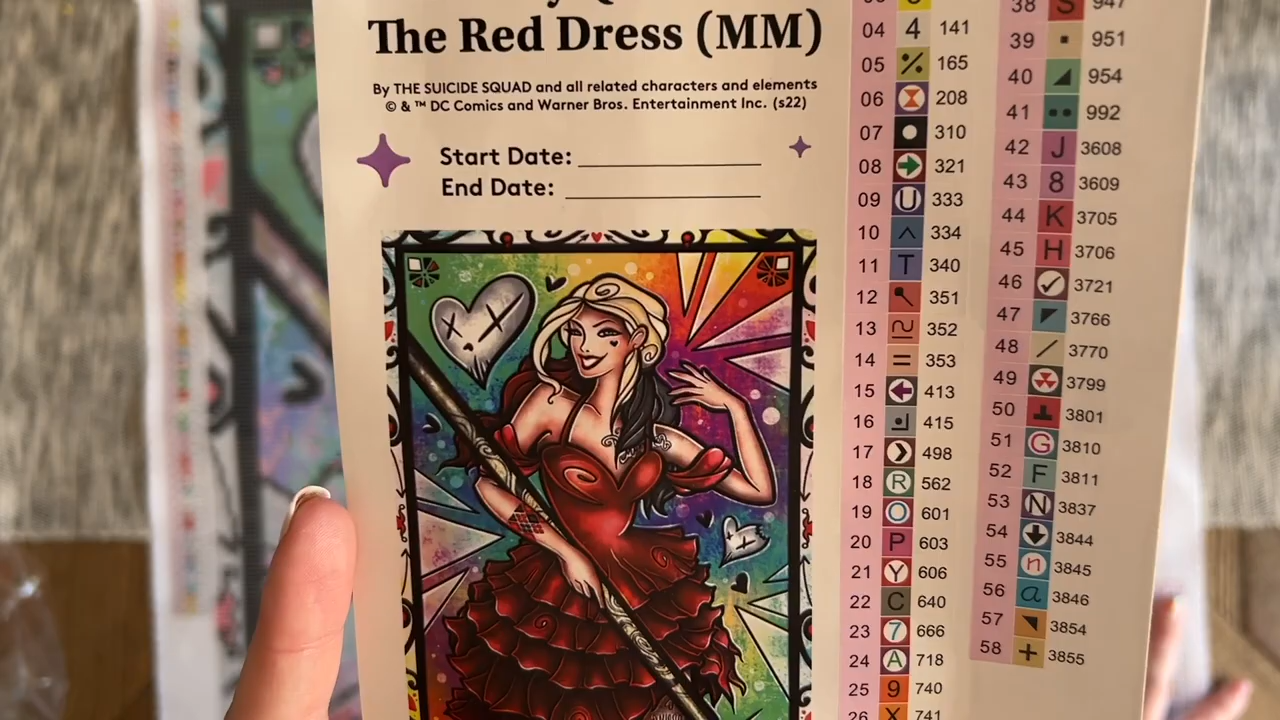 The Red Dress (MM)
By THE SUICIDE SQUAD and all related characters and elements
© & ™ DC Comics and Warner Bros. Entertainment Inc. (s22)
Start Date:
End Date:
04 4 141
05 165
06 208
07 310
08 321
09 U 333
10 ^ 334
11 T 340
12 351
13 352
14 = 353
15 413
16 415
17 498
18 R 562
19 O 601
20 P 603
21 Y 606
22 C 640
23 7 666
24 A 718
25 9 740
26 X 741
38 S 947
39 951
40 954
41 992
42 J 3608
43 8 3609
44 K 3705
45 H 3706
46 ✓ 3721
47 3766
48 / 3770
49 3799
50 3801
51 G 3810
52 F 3811
53 N 3837
54 3844
55 n 3845
56 a 3846
57 3854
58 + 3855